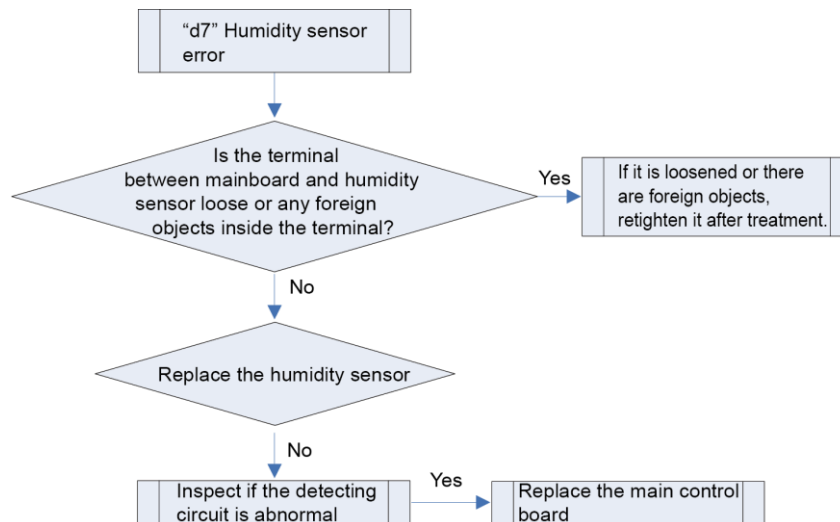 “d7” Humidity sensor
error
Is the terminal
between mainboard and humidity
sensor loose or any foreign
objects inside the terminal?
Yes
If it is loosened or there
are foreign objects,
retighten it after treatment.
No
Replace the humidity sensor
No
Inspect if the detecting
circuit is abnormal
Yes
Replace the main control
board